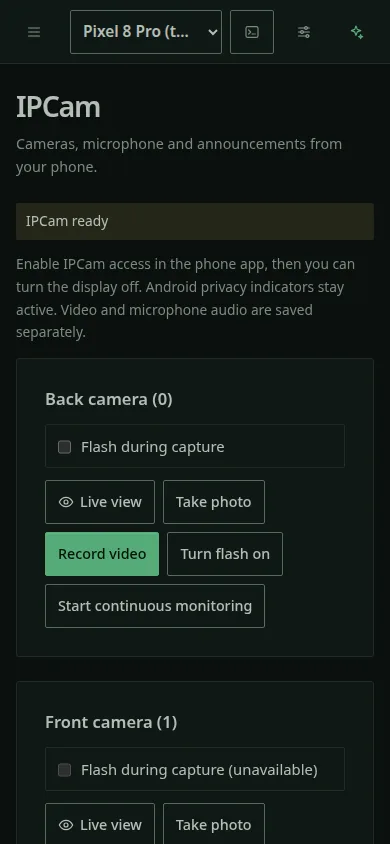 Pixel 8 Pro (t...
IPCam
Cameras, microphone and announcements from
your phone.
IPCam ready
Enable IPCam access in the phone app, then you can
turn the display off. Android privacy indicators stay
active. Video and microphone audio are saved
separately.
Back camera (0)
Flash during capture
Live view
Take photo
Record video
Turn flash on
Start continuous monitoring
Front camera (1)
Flash during capture (unavailable)
Live view
Take photo